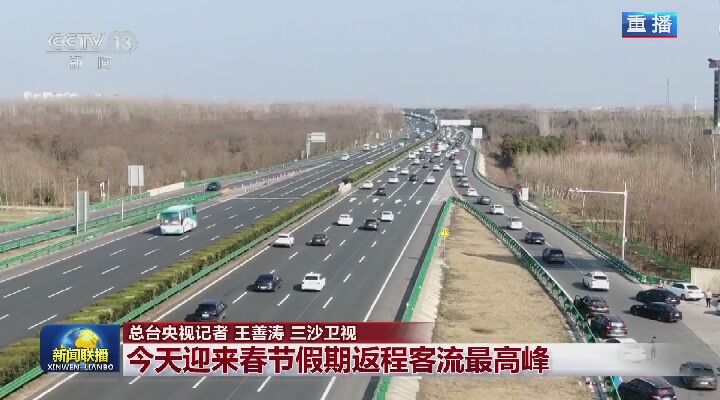 CCTV 13
新闻
重播
总台央视记者 王善涛 三沙卫视
新闻联播
XINWEN LIANBO
今天迎来春节假期返程客流最高峰